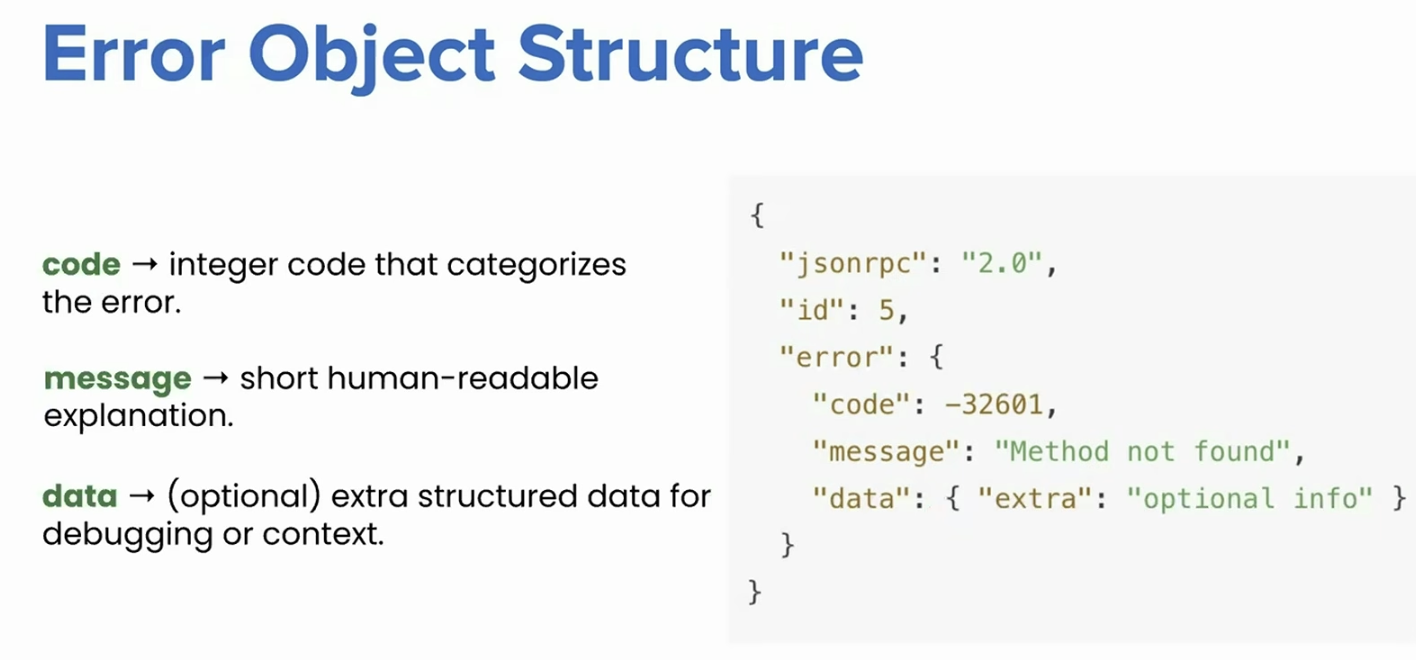 Error Object Structure
code → integer code that categorizes
the error.
message → short human-readable
explanation.
data → (optional) extra structured data for
debugging or context.
{
  "jsonrpc": "2.0",
  "id": 5,
  "error": {
    "code": -32601,
    "message": "Method not found",
    "data": { "extra": "optional info" }
  }
}